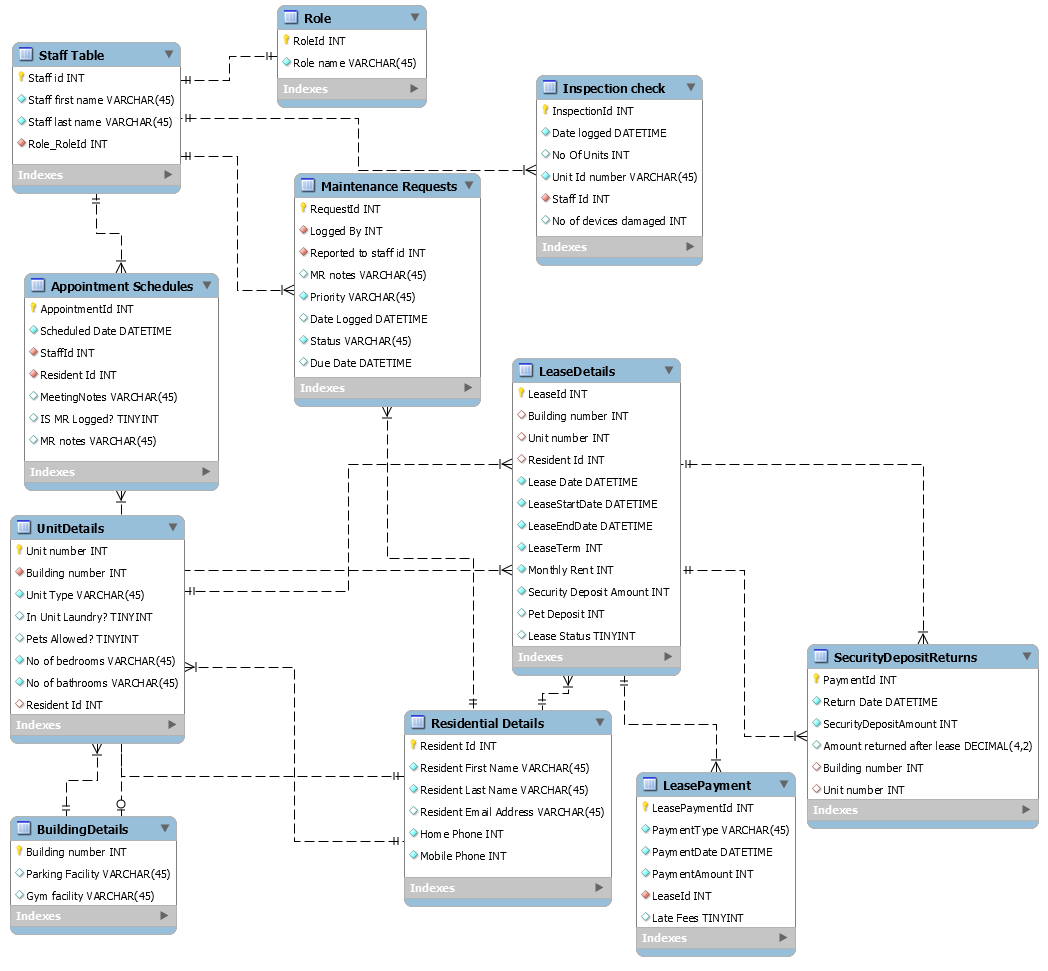 Role
RoleId INT
Role name VARCHAR(45)
Indexes
Staff Table
Staff id INT
Staff first name VARCHAR(45)
Staff last name VARCHAR(45)
Role_RoleId INT
Indexes
Inspection check
InspectionId INT
Date logged DATETIME
No Of Units INT
Unit Id number VARCHAR(45)
Staff Id INT
No of devices damaged INT
Indexes
Maintenance Requests
RequestId INT
Logged By INT
Reported to staff id INT
MR notes VARCHAR(45)
Priority VARCHAR(45)
Date Logged DATETIME
Status VARCHAR(45)
Due Date DATETIME
Indexes
Appointment Schedules
AppointmentId INT
Scheduled Date DATETIME
StaffId INT
Resident Id INT
MeetingNotes VARCHAR(45)
IS MR Logged? TINYINT
MR notes VARCHAR(45)
Indexes
LeaseDetails
LeaseId INT
Building number INT
Unit number INT
Resident Id INT
Lease Date DATETIME
LeaseStartDate DATETIME
LeaseEndDate DATETIME
LeaseTerm INT
Monthly Rent INT
Security Deposit Amount INT
Pet Deposit INT
Lease Status TINYINT
Indexes
UnitDetails
Unit number INT
Building number INT
Unit Type VARCHAR(45)
In Unit Laundry? TINYINT
Pets Allowed? TINYINT
No of bedrooms VARCHAR(45)
No of bathrooms VARCHAR(45)
Resident Id INT
Indexes
SecurityDepositReturns
PaymentId INT
Return Date DATETIME
SecurityDepositAmount INT
Amount returned after lease DECIMAL(4,2)
Building number INT
Unit number INT
Indexes
Residential Details
Resident Id INT
Resident First Name VARCHAR(45)
Resident Last Name VARCHAR(45)
Resident Email Address VARCHAR(45)
Home Phone INT
Mobile Phone INT
Indexes
LeasePayment
LeasePaymentId INT
PaymentType VARCHAR(45)
PaymentDate DATETIME
PaymentAmount INT
LeaseId INT
Late Fees TINYINT
Indexes
BuildingDetails
Building number INT
Parking Facility VARCHAR(45)
Gym facility VARCHAR(45)
Indexes